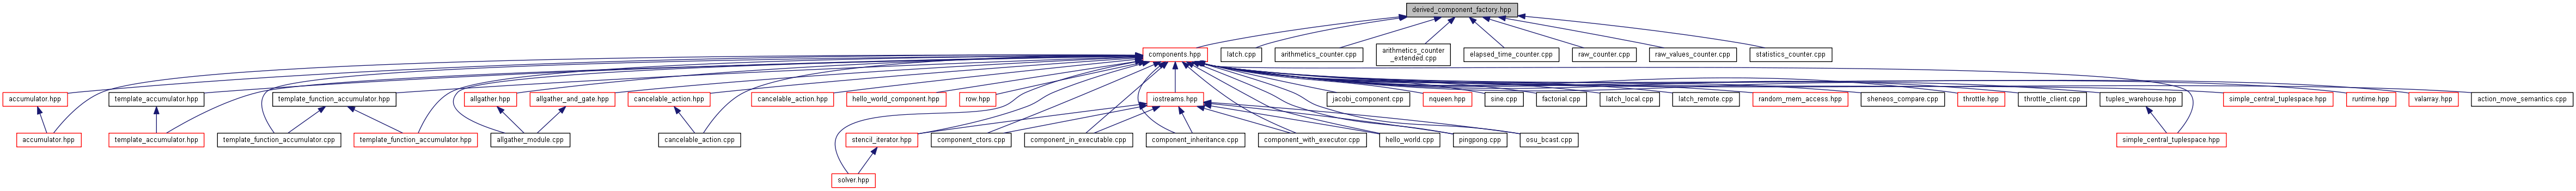 derived_component_factory.hpp
components.hpp
latch.cpp
arithmetics_counter.cpp
arithmetics_counter
_extended.cpp
elapsed_time_counter.cpp
raw_counter.cpp
raw_values_counter.cpp
statistics_counter.cpp
accumulator.hpp
template_accumulator.hpp
template_function_accumulator.hpp
allgather.hpp
allgather_and_gate.hpp
cancelable_action.hpp
cancelable_action.hpp
hello_world_component.hpp
row.hpp
iostreams.hpp
jacobi_component.cpp
nqueen.hpp
sine.cpp
factorial.cpp
latch_local.cpp
latch_remote.cpp
random_mem_access.hpp
sheneos_compare.cpp
throttle.hpp
throttle_client.cpp
tuples_warehouse.hpp
simple_central_tuplespace.hpp
runtime.hpp
valarray.hpp
action_move_semantics.cpp
accumulator.hpp
template_accumulator.hpp
template_function_accumulator.cpp
template_function_accumulator.hpp
allgather_module.cpp
cancelable_action.cpp
stencil_iterator.hpp
component_ctors.cpp
component_in_executable.cpp
component_inheritance.cpp
component_with_executor.cpp
hello_world.cpp
pingpong.cpp
osu_bcast.cpp
simple_central_tuplespace.hpp
solver.hpp